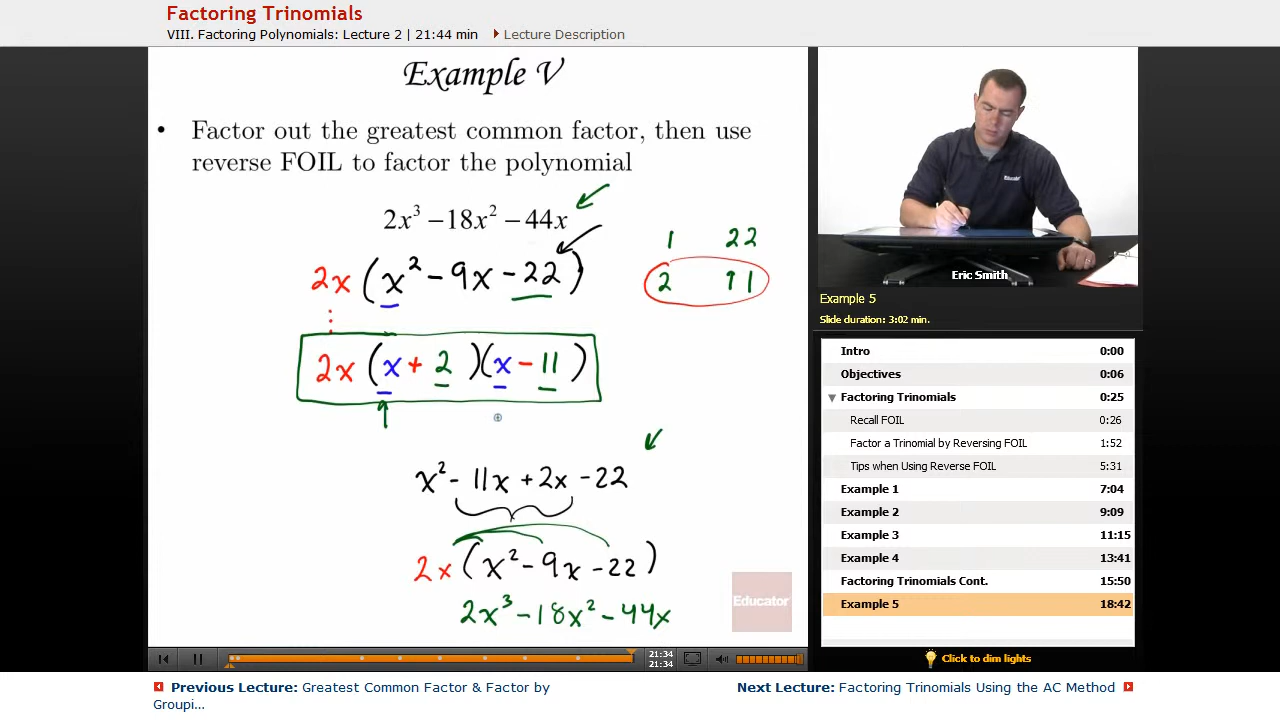 Factoring Trinomials
VIII. Factoring Polynomials: Lecture 2 | 21:44 min
Lecture Description
Example V
• Factor out the greatest common factor, then use
reverse FOIL to factor the polynomial
2x³ − 18x² − 44x
1 22
2x (x² − 9x − 22)
2 11
2x (x + 2)(x − 11)
x² − 11x + 2x − 22
2x (x² − 9x − 22)
2x³ − 18x² − 44x
Educator
Educator
Eric Smith
Example 5
Slide duration: 3:02 min.
Intro 0:00
Objectives 0:06
Factoring Trinomials 0:25
Recall FOIL 0:26
Factor a Trinomial by Reversing FOIL 1:52
Tips when Using Reverse FOIL 5:31
Example 1 7:04
Example 2 9:09
Example 3 11:15
Example 4 13:41
Factoring Trinomials Cont. 15:50
Example 5 18:42
21:34
21:34
Click to dim lights
Previous Lecture: Greatest Common Factor & Factor by
Groupi...
Next Lecture: Factoring Trinomials Using the AC Method